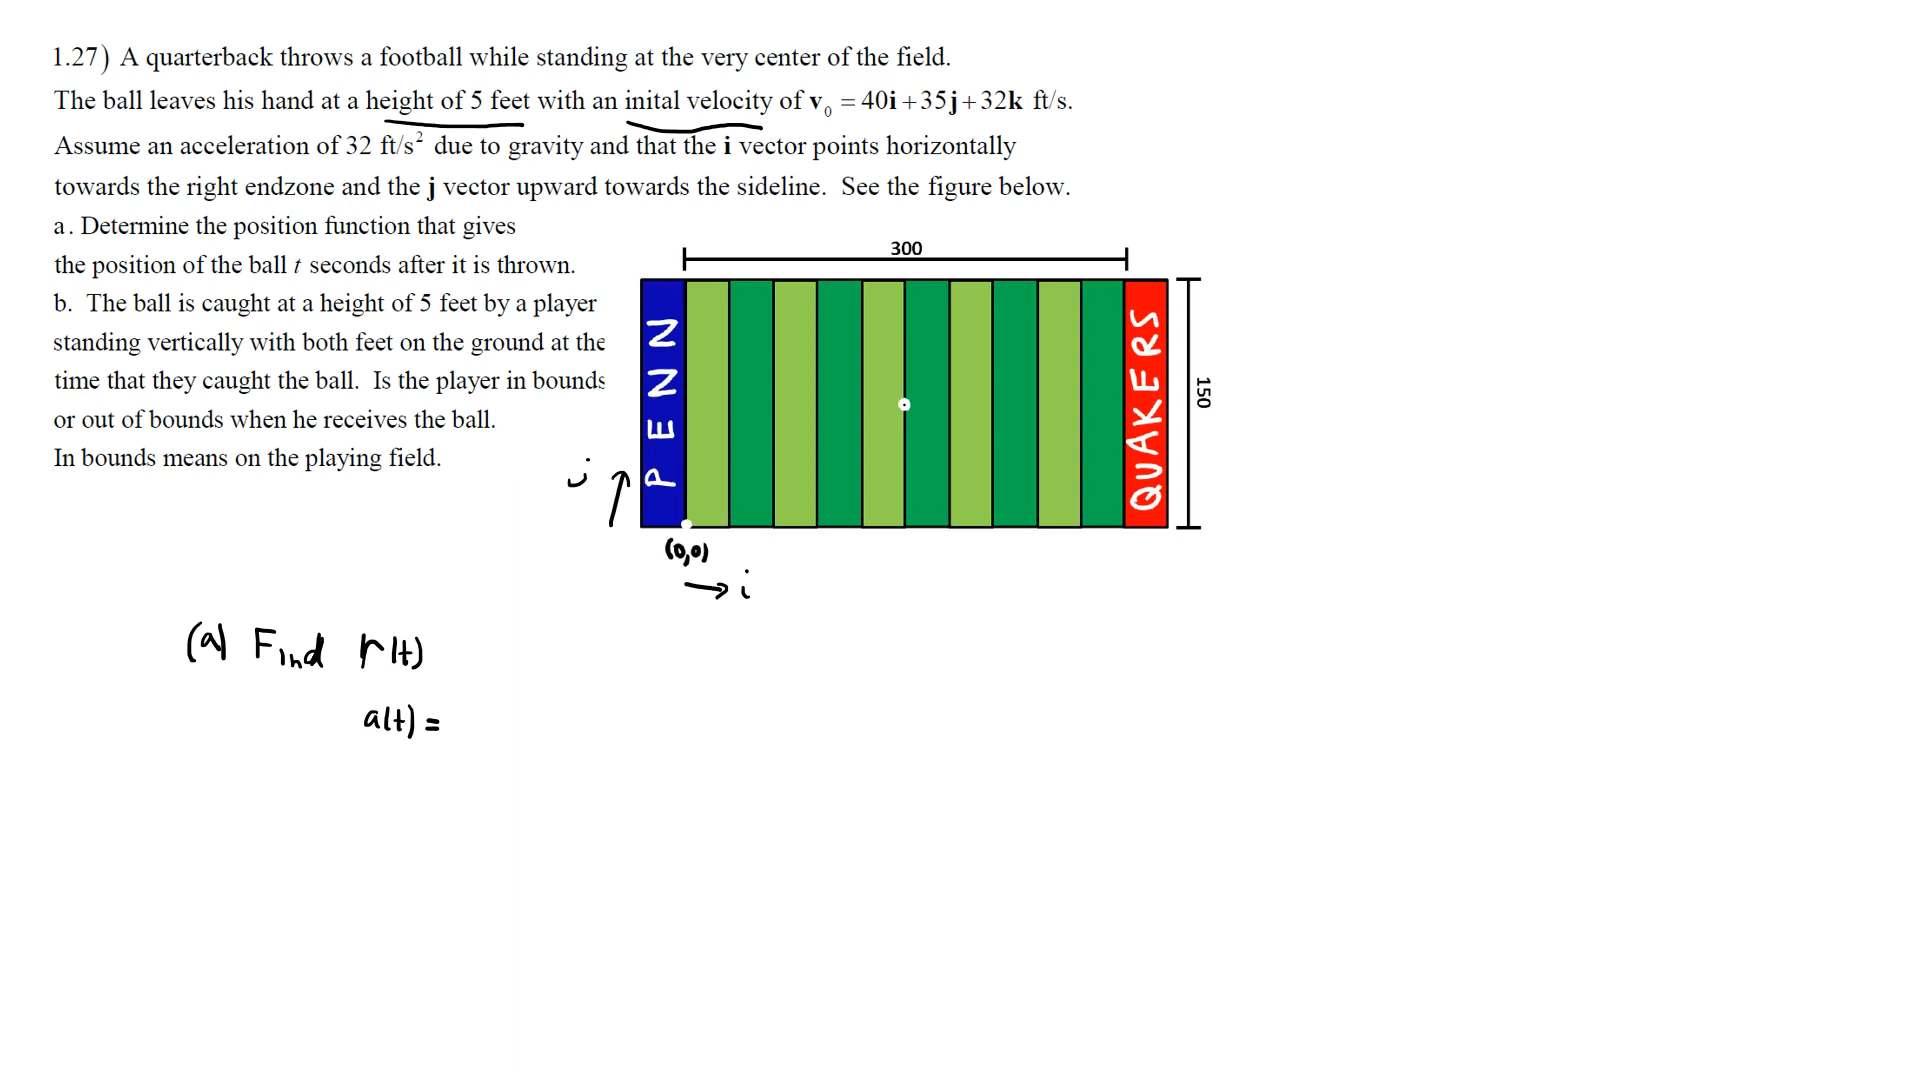 1.27) A quarterback throws a football while standing at the very center of the field.
The ball leaves his hand at a height of 5 feet with an inital velocity of v₀ = 40i + 35j + 32k ft/s.
Assume an acceleration of 32 ft/s² due to gravity and that the i vector points horizontally
towards the right endzone and the j vector upward towards the sideline. See the figure below.
a. Determine the position function that gives
the position of the ball t seconds after it is thrown.
b. The ball is caught at a height of 5 feet by a player
standing vertically with both feet on the ground at the
time that they caught the ball. Is the player in bounds
or out of bounds when he receives the ball.
In bounds means on the playing field.
300
PENN
QUAKERS
150
j
(0,0)
i
(a) Find r(t)
a(t) =